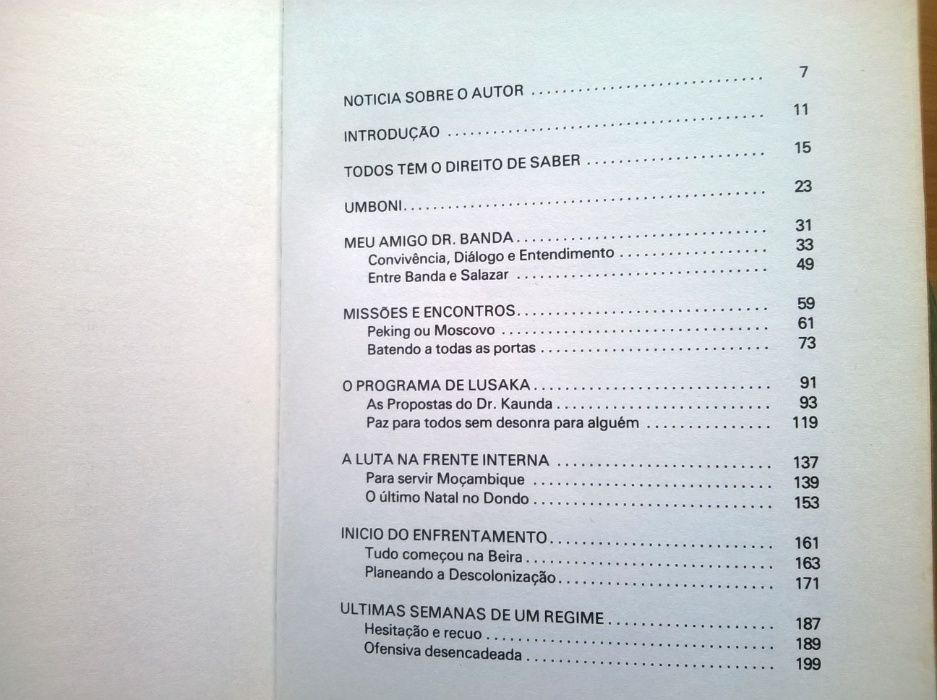 NOTICIA SOBRE O AUTOR .......................... 7
INTRODUÇÃO .......................... 11
TODOS TÊM O DIREITO DE SABER .......................... 15
UMBONI .......................... 23
MEU AMIGO DR. BANDA .......................... 31
Convivência, Diálogo e Entendimento .......................... 33
Entre Banda e Salazar .......................... 49
MISSÕES E ENCONTROS .......................... 59
Peking ou Moscovo .......................... 61
Batendo a todas as portas .......................... 73
O PROGRAMA DE LUSAKA .......................... 91
As Propostas do Dr. Kaunda .......................... 93
Paz para todos sem desonra para alguém .......................... 119
A LUTA NA FRENTE INTERNA .......................... 137
Para servir Moçambique .......................... 139
O último Natal no Dondo .......................... 153
INICIO DO ENFRENTAMENTO .......................... 161
Tudo começou na Beira .......................... 163
Planeando a Descolonização .......................... 171
ULTIMAS SEMANAS DE UM REGIME .......................... 187
Hesitação e recuo .......................... 189
Ofensiva desencadeada .......................... 199